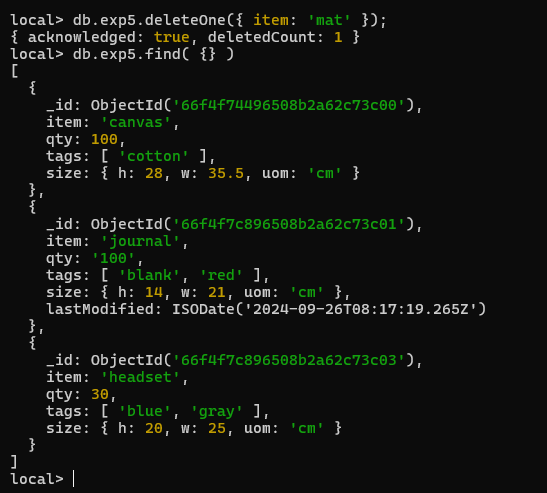 local> db.exp5.deleteOne({ item: 'mat' });
{ acknowledged: true, deletedCount: 1 }
local> db.exp5.find( {} )
[
  {
    _id: ObjectId('66f4f74496508b2a62c73c00'),
    item: 'canvas',
    qty: 100,
    tags: [ 'cotton' ],
    size: { h: 28, w: 35.5, uom: 'cm' }
  },
  {
    _id: ObjectId('66f4f7c896508b2a62c73c01'),
    item: 'journal',
    qty: '100',
    tags: [ 'blank', 'red' ],
    size: { h: 14, w: 21, uom: 'cm' },
    lastModified: ISODate('2024-09-26T08:17:19.265Z')
  },
  {
    _id: ObjectId('66f4f7c896508b2a62c73c03'),
    item: 'headset',
    qty: 30,
    tags: [ 'blue', 'gray' ],
    size: { h: 20, w: 25, uom: 'cm' }
  }
]
local>